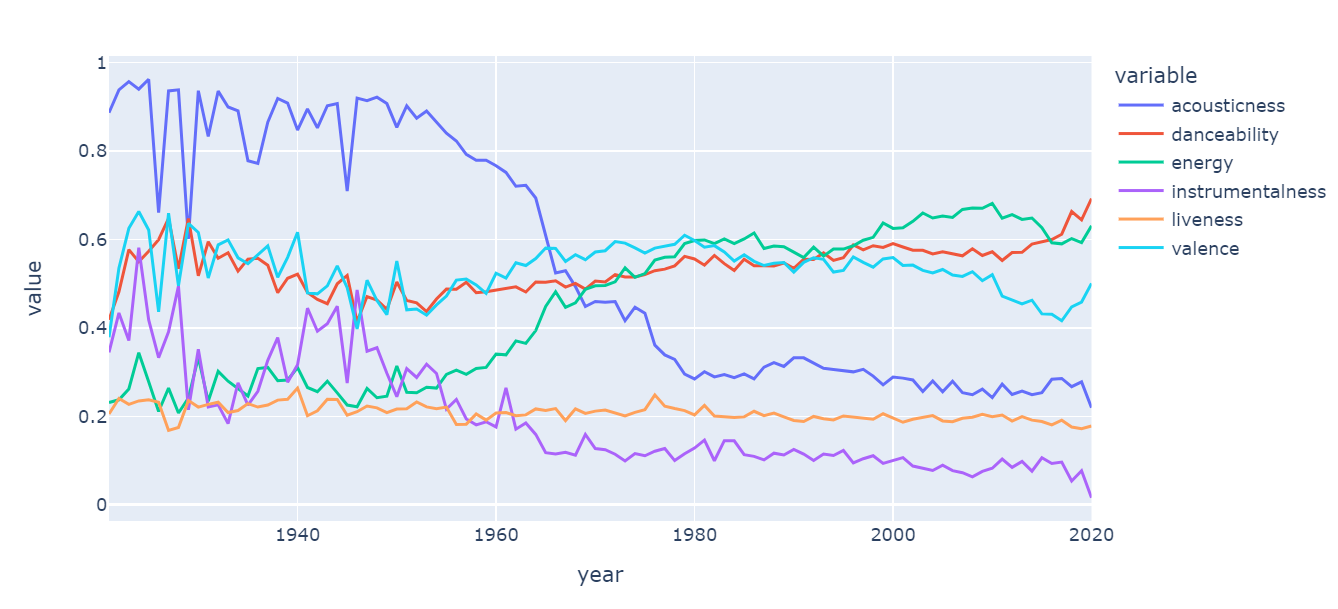 1
0.8
0.6
0.4
0.2
0
value
1940
1960
1980
2000
2020
year
variable
acousticness
danceability
energy
instrumentalness
liveness
valence